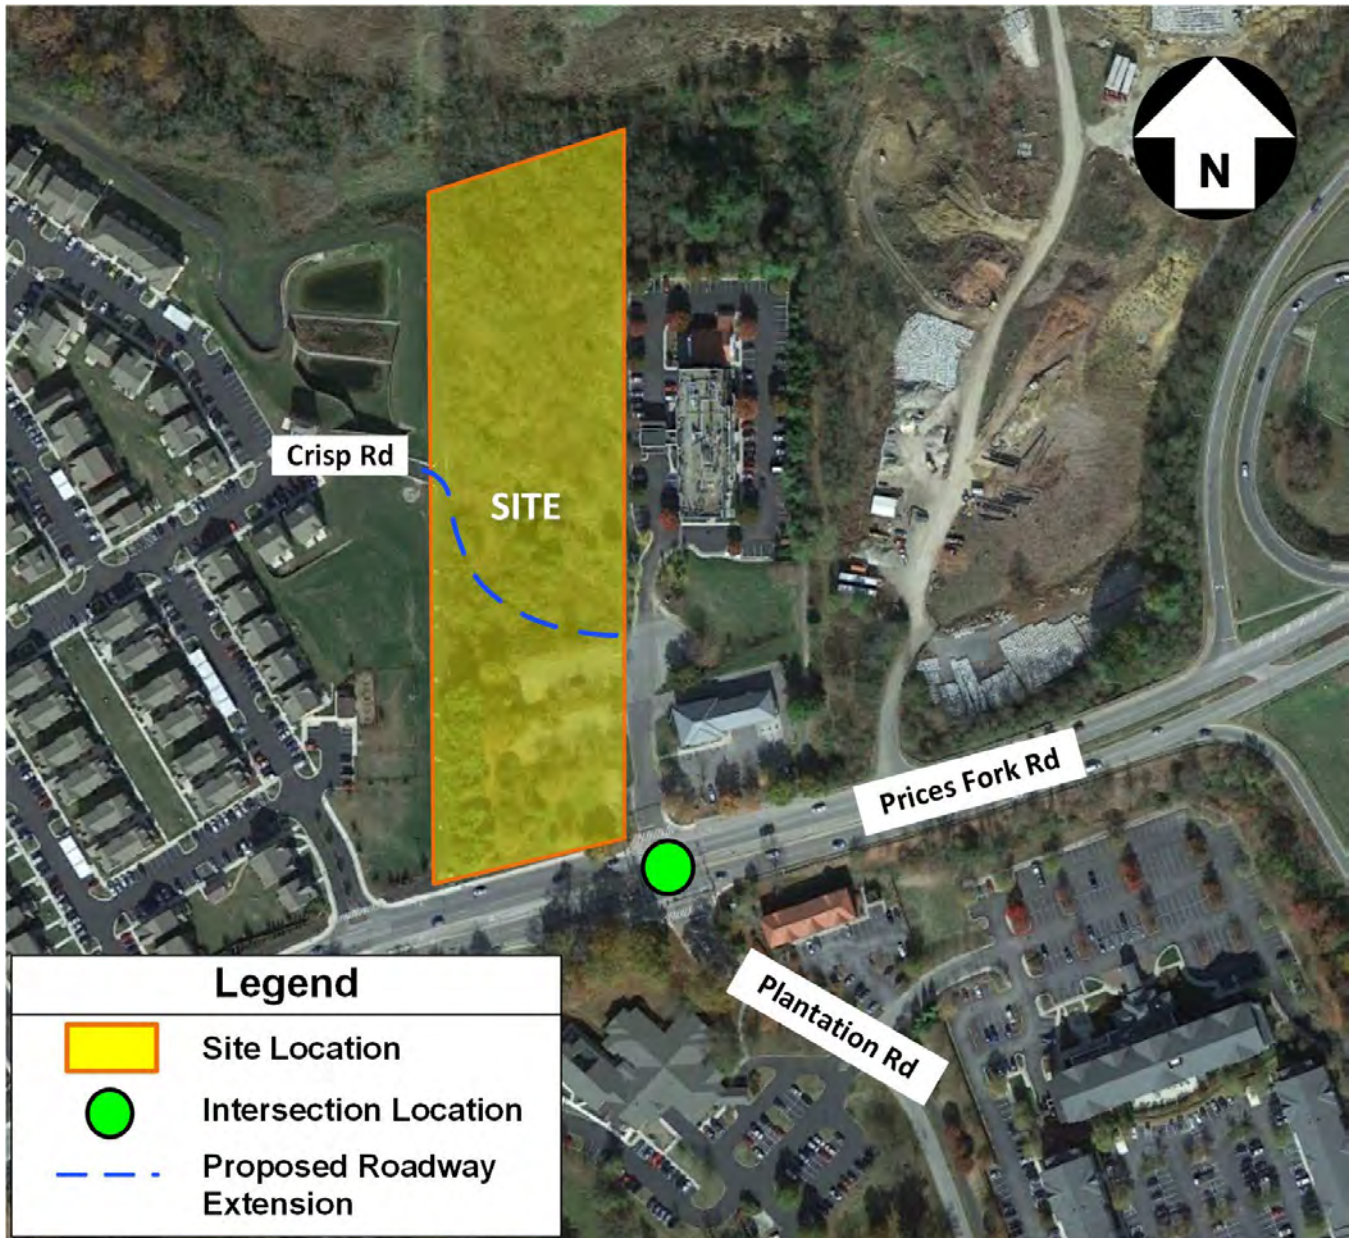 N
Crisp Rd
SITE
Prices Fork Rd
Plantation Rd
Legend
Site Location
Intersection Location
Proposed Roadway
Extension